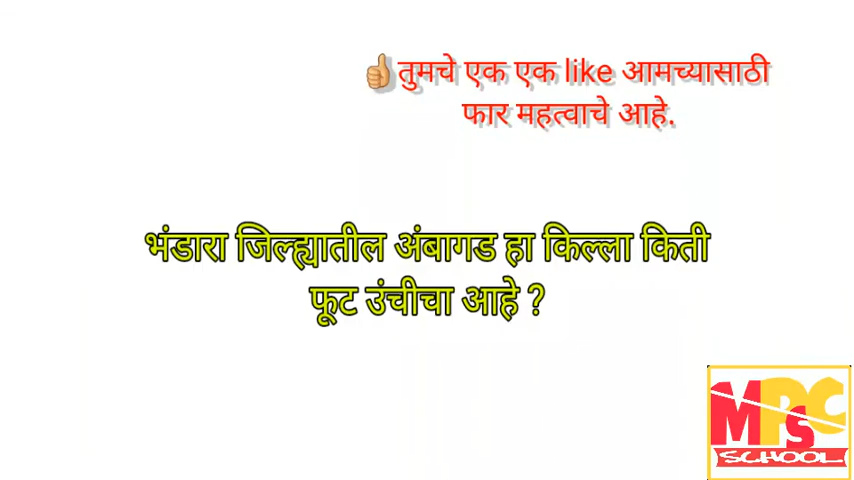 👍तुमचे एक एक like आमच्यासाठी
फार महत्वाचे आहे.
भंडारा जिल्ह्यातील अंबागड हा किल्ला किती
फूट उंचीचा आहे ?
MPsC
SCHOOL